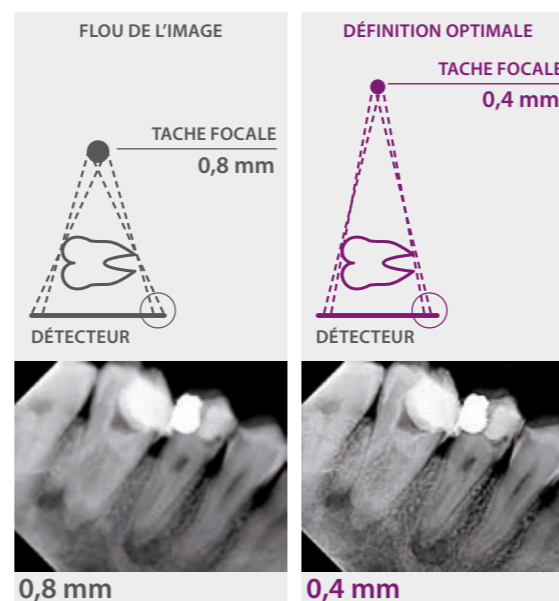 FLOU DE L'IMAGE
TACHE FOCALE
0,8 mm
DÉTECTEUR
0,8 mm
DÉFINITION OPTIMALE
TACHE FOCALE
0,4 mm
DÉTECTEUR
0,4 mm